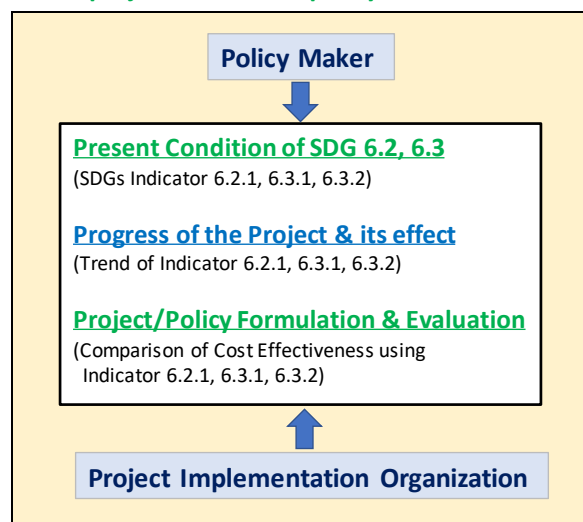 Policy Maker
Present Condition of SDG 6.2, 6.3
(SDGs Indicator 6.2.1, 6.3.1, 6.3.2)
Progress of the Project & its effect
(Trend of Indicator 6.2.1, 6.3.1, 6.3.2)
Project/Policy Formulation & Evaluation
(Comparison of Cost Effectiveness using
Indicator 6.2.1, 6.3.1, 6.3.2)
Project Implementation Organization